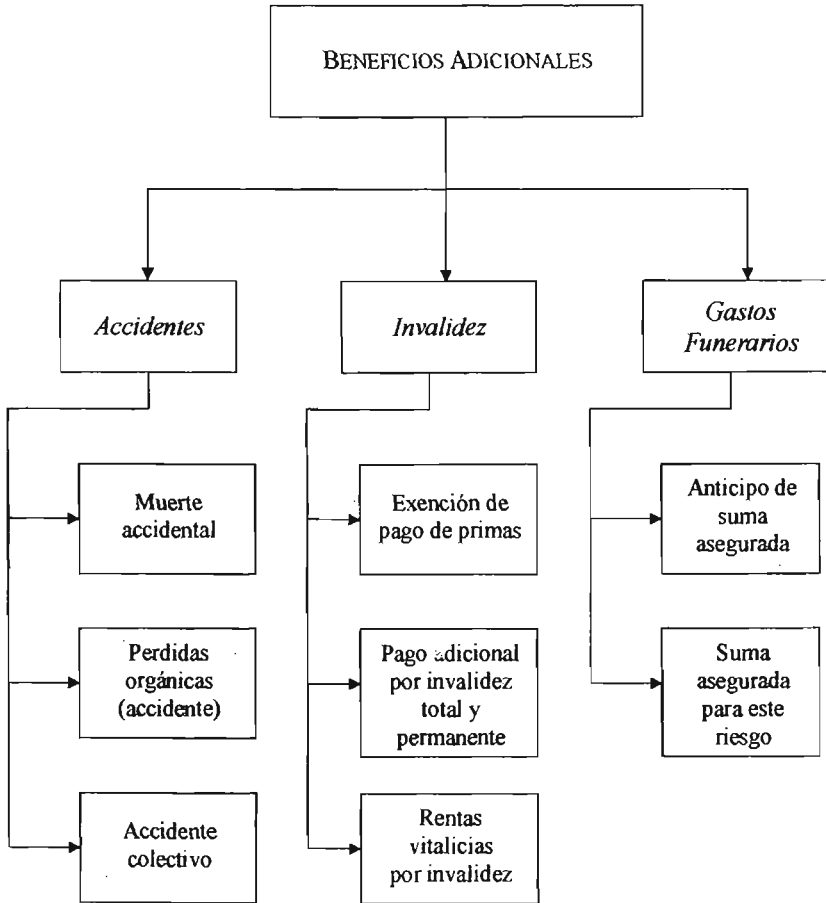 BENEFICIOS ADICIONALES
Accidentes
Invalidez
Gastos
Funerarios
Muerte
accidental
Exención de
pago de primas
Anticipo de
suma
asegurada
Perdidas
orgánicas
(accidente)
Pago adicional
por invalidez
total y
permanente
Suma
asegurada
para este
riesgo
Accidente
colectivo
Rentas
vitalicias
por invalidez